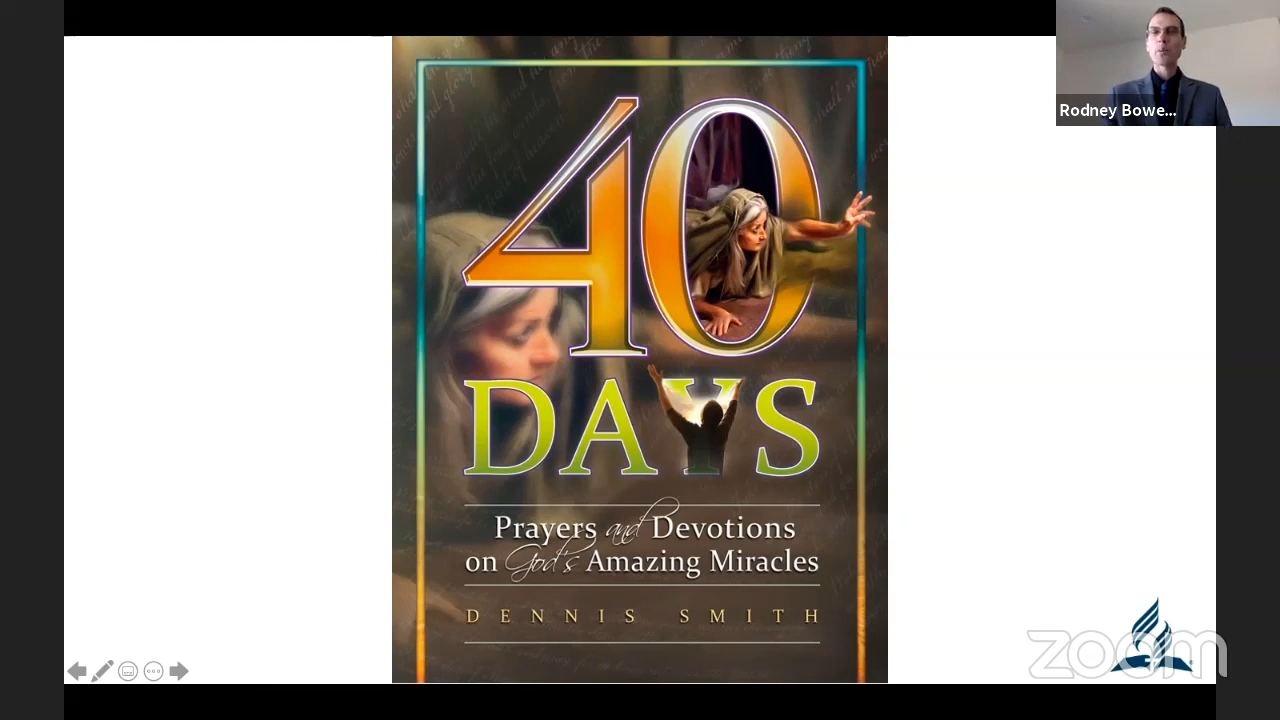 Rodney Bowe...
40
DAYS
Prayers and Devotions
on God's Amazing Miracles
DENNIS SMITH
zoom